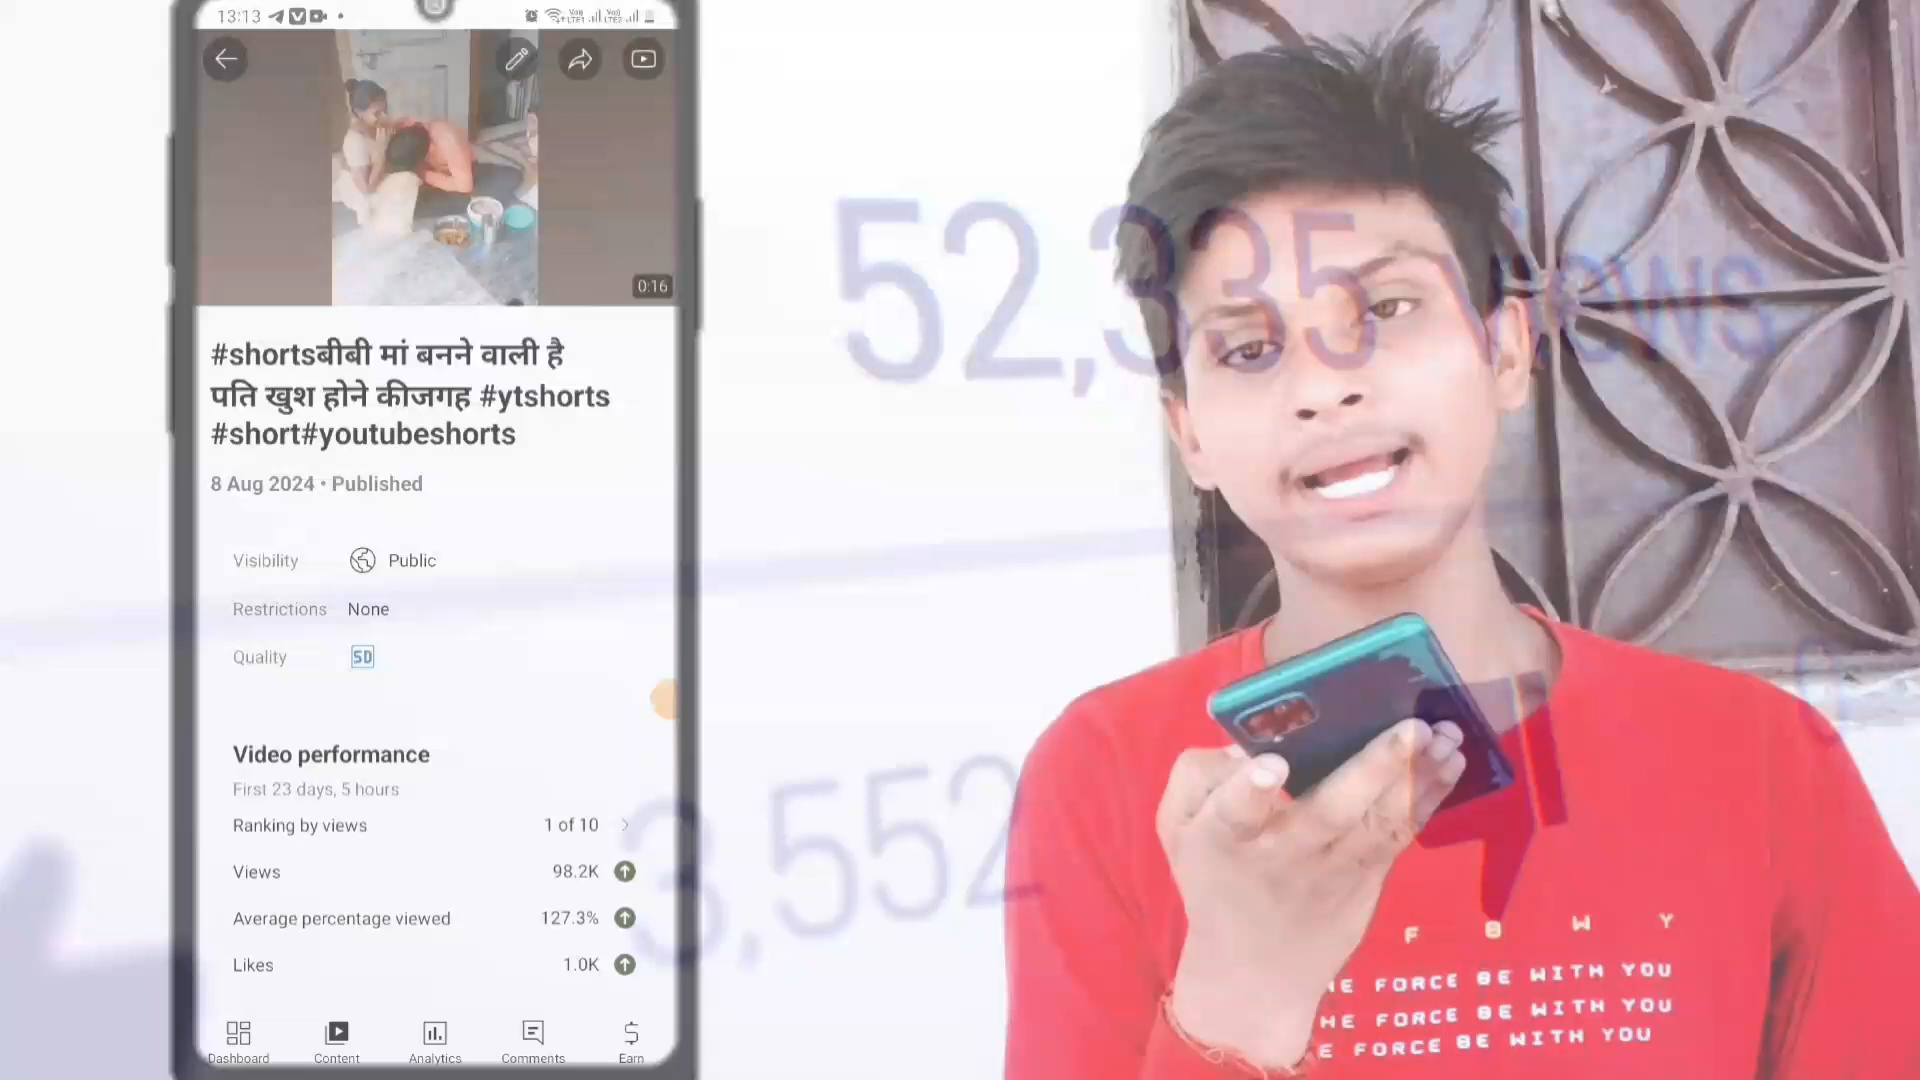 13:13
0:16
#shortsबीबी मां बनने वाली है
पति खुश होने कीजगह #ytshorts
#short#youtubeshorts
8 Aug 2024 • Published
Visibility Public
Restrictions None
Quality SD
Video performance
First 23 days, 5 hours
Ranking by views 1 of 10
Views 98.2K
Average percentage viewed 127.3%
Likes 1.0K
Dashboard Content Analytics Comments Earn
52,335 views
3,552
F B W Y
HE FORCE BE WITH YOU
HE FORCE BE WITH YOU
E FORCE BE WITH YOU